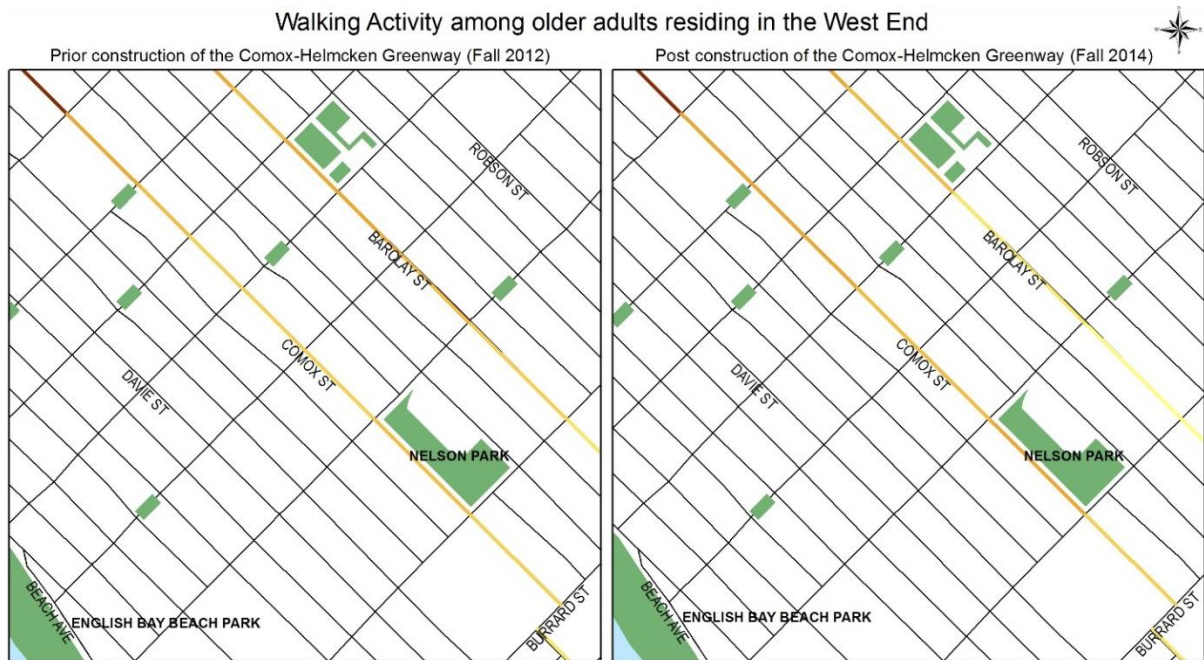 Walking Activity among older adults residing in the West End
Prior construction of the Comox-Helmcken Greenway (Fall 2012)
ROBSON ST
BARCLAY ST
COMOX ST
DAVIE ST
NELSON PARK
BEACH AVE
ENGLISH BAY BEACH PARK
BURRARD ST
Post construction of the Comox-Helmcken Greenway (Fall 2014)
ROBSON ST
BARCLAY ST
COMOX ST
DAVIE ST
NELSON PARK
BEACH AVE
ENGLISH BAY BEACH PARK
BURRARD ST